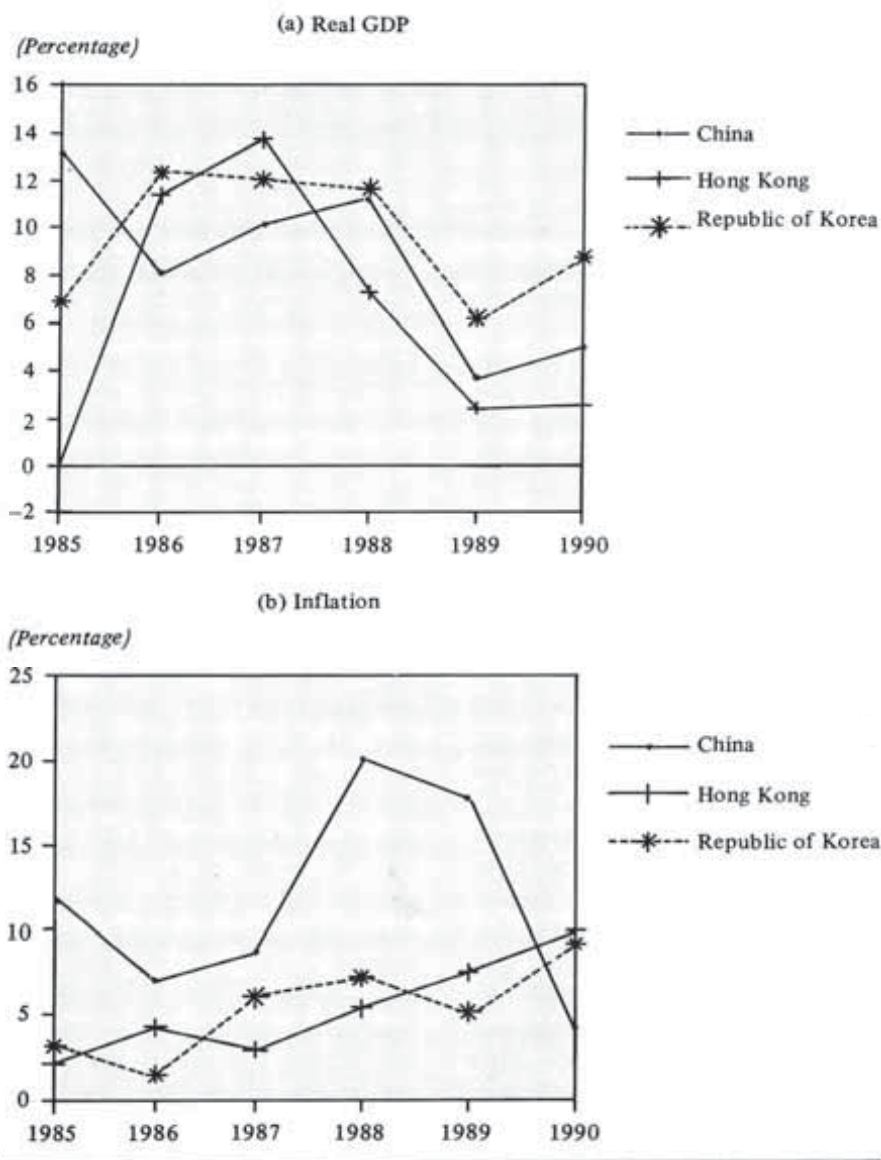 (a) Real GDP
(Percentage)
16
14
12
10
8
6
4
2
0
–2
1985 1986 1987 1988 1989 1990
China
Hong Kong
Republic of Korea
(b) Inflation
(Percentage)
25
20
15
10
5
0
1985 1986 1987 1988 1989 1990
China
Hong Kong
Republic of Korea